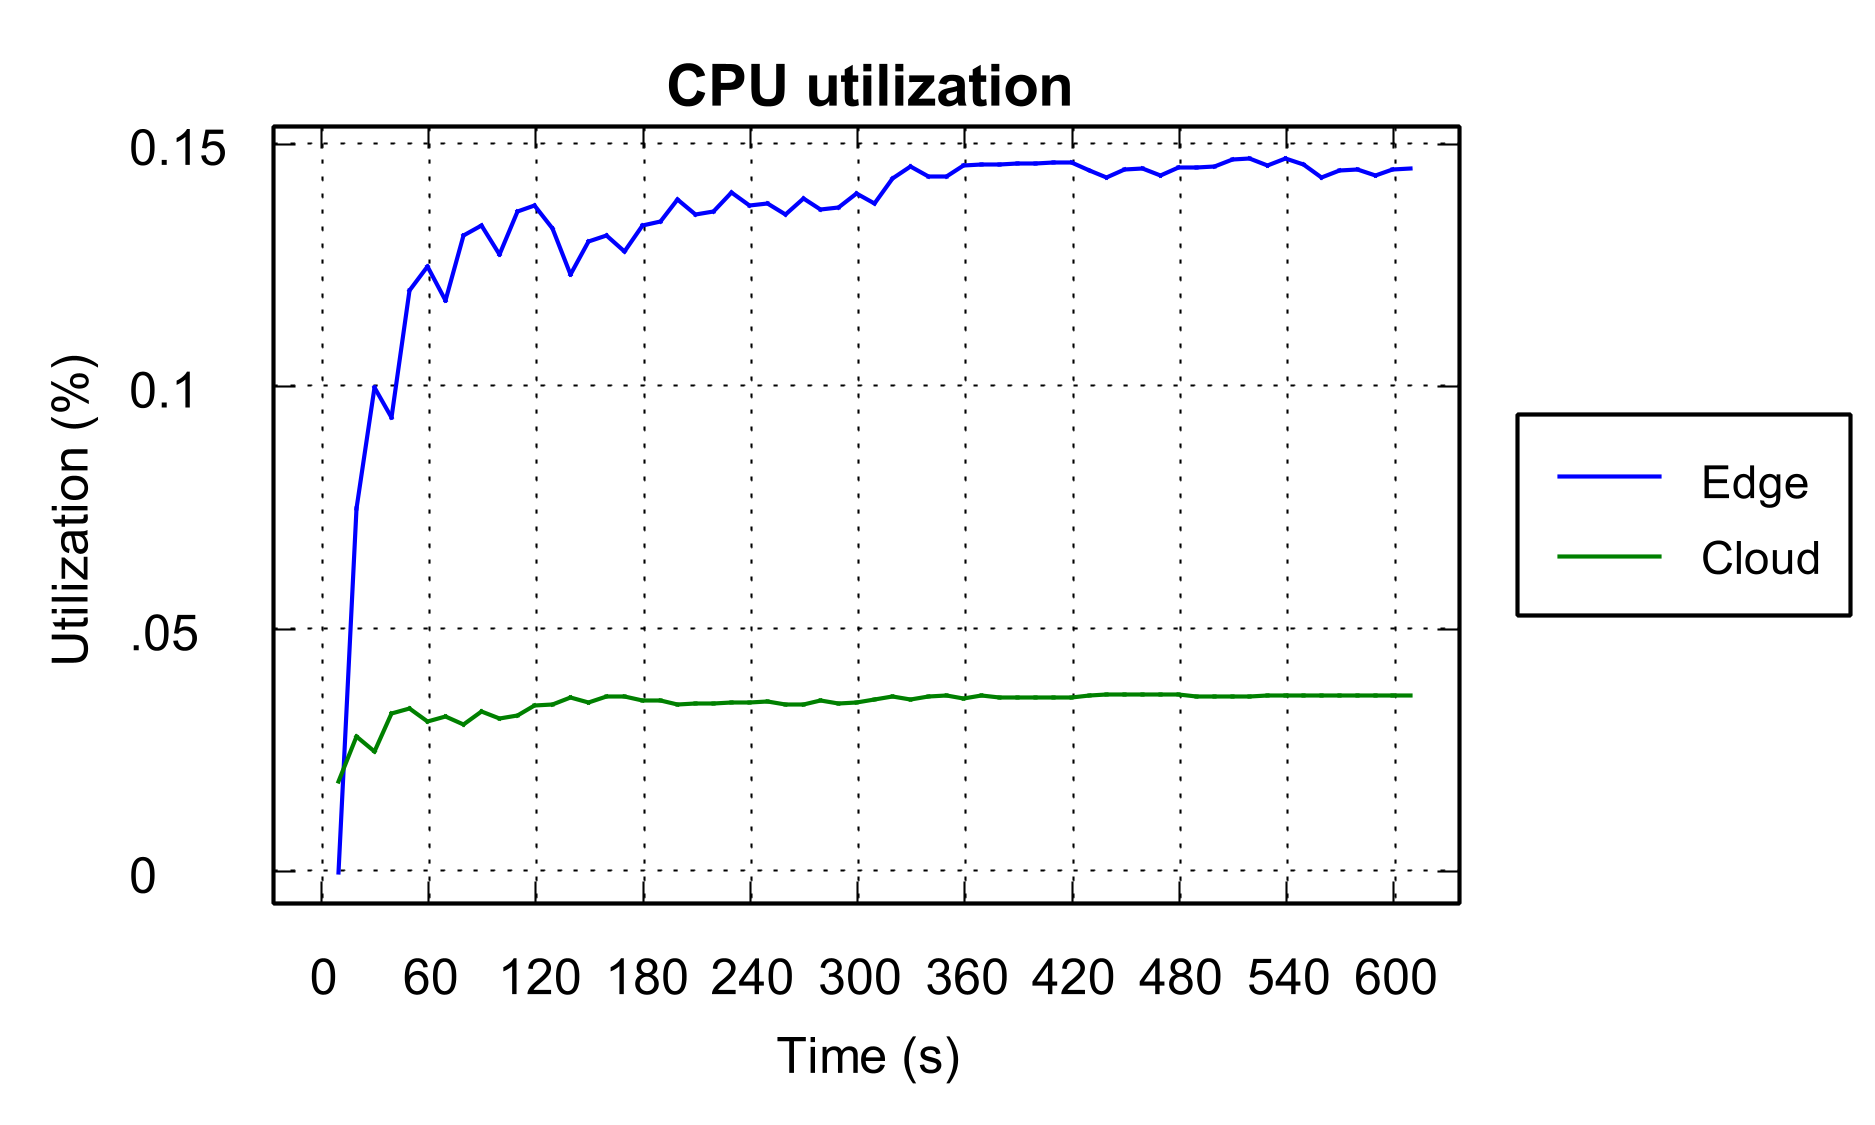 CPU utilization
0.15
0.1
.05
0
Utilization (%)
0 60 120 180 240 300 360 420 480 540 600
Time (s)
Edge
Cloud